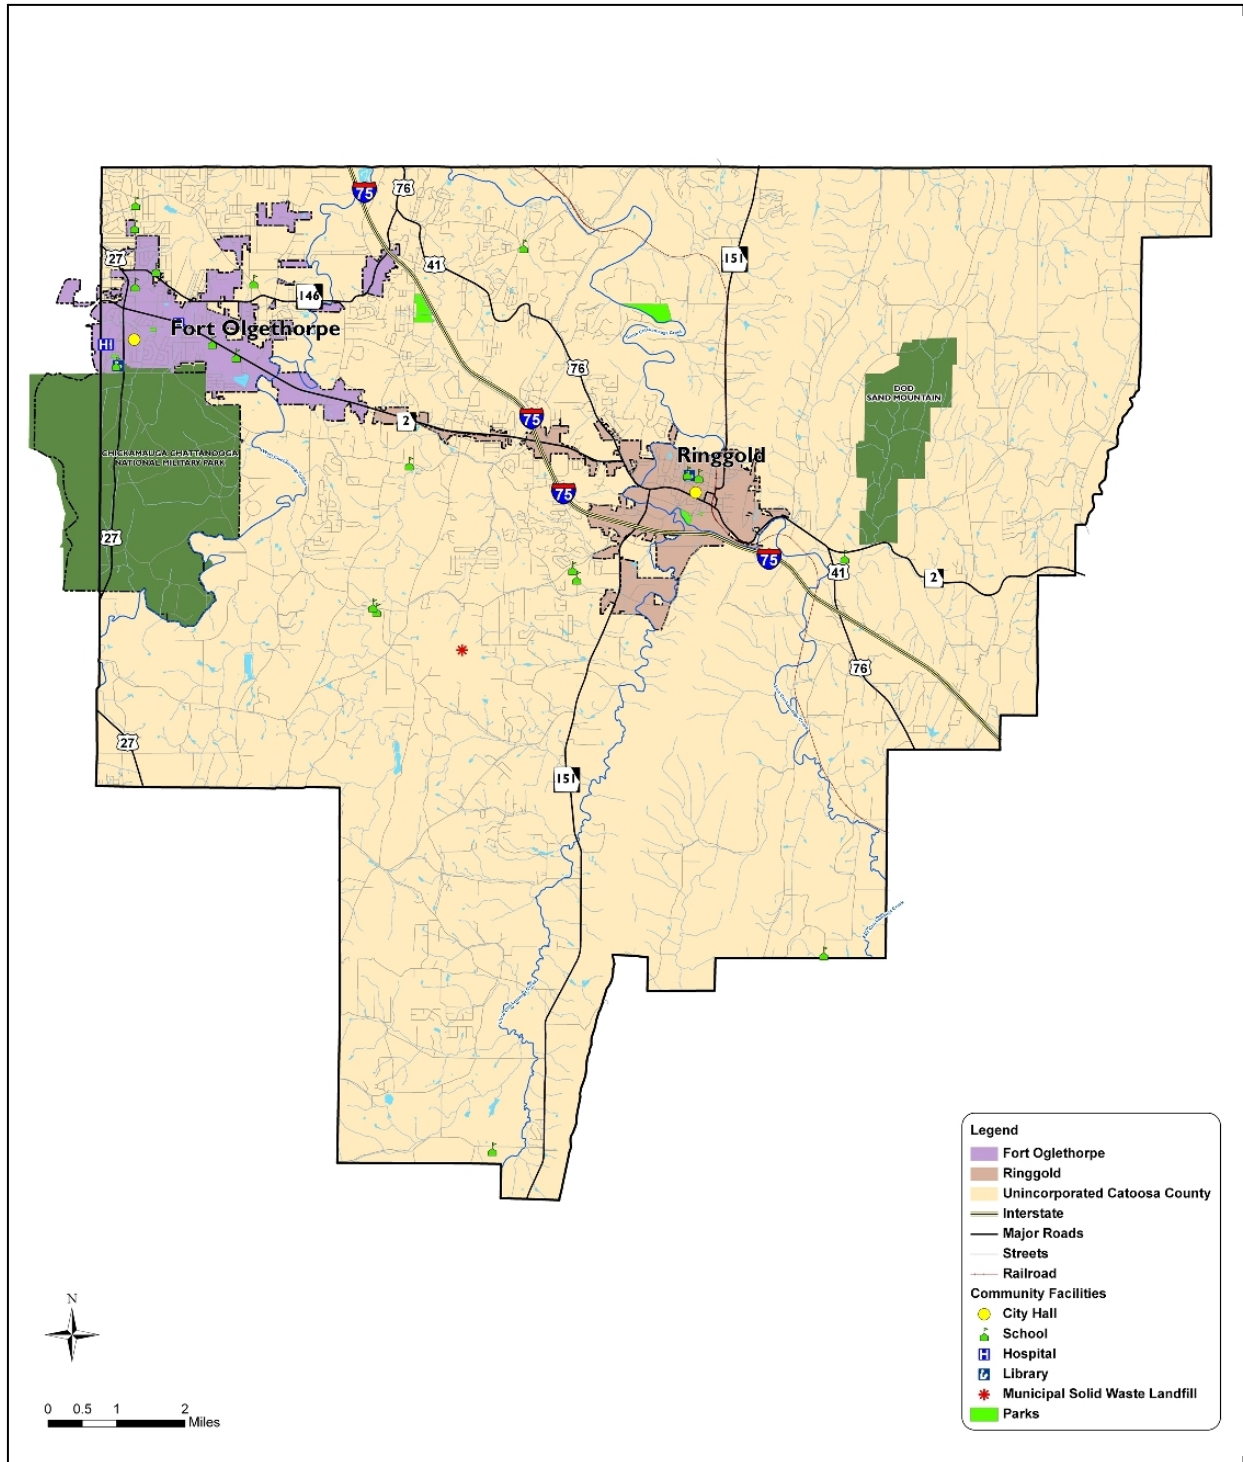 75
76
27
41
151
146
Fort Olgethorpe
H
76
DOD
SAND MOUNTAIN
75
2
Ringgold
CHICKAMAUGA CHATTANOOGA
NATIONAL MILITARY PARK
75
27
75
41
2
76
27
151
Legend
Fort Oglethorpe
Ringgold
Unincorporated Catoosa County
Interstate
Major Roads
Streets
Railroad
Community Facilities
City Hall
School
H Hospital
Library
Municipal Solid Waste Landfill
Parks
N
0 0.5 1 2
Miles